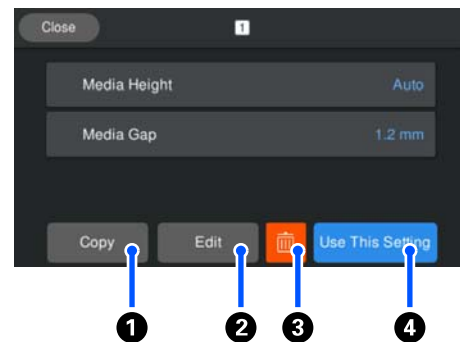 Close 1
Media Height Auto
Media Gap 1.2 mm
Copy Edit Use This Setting
1 2 3 4